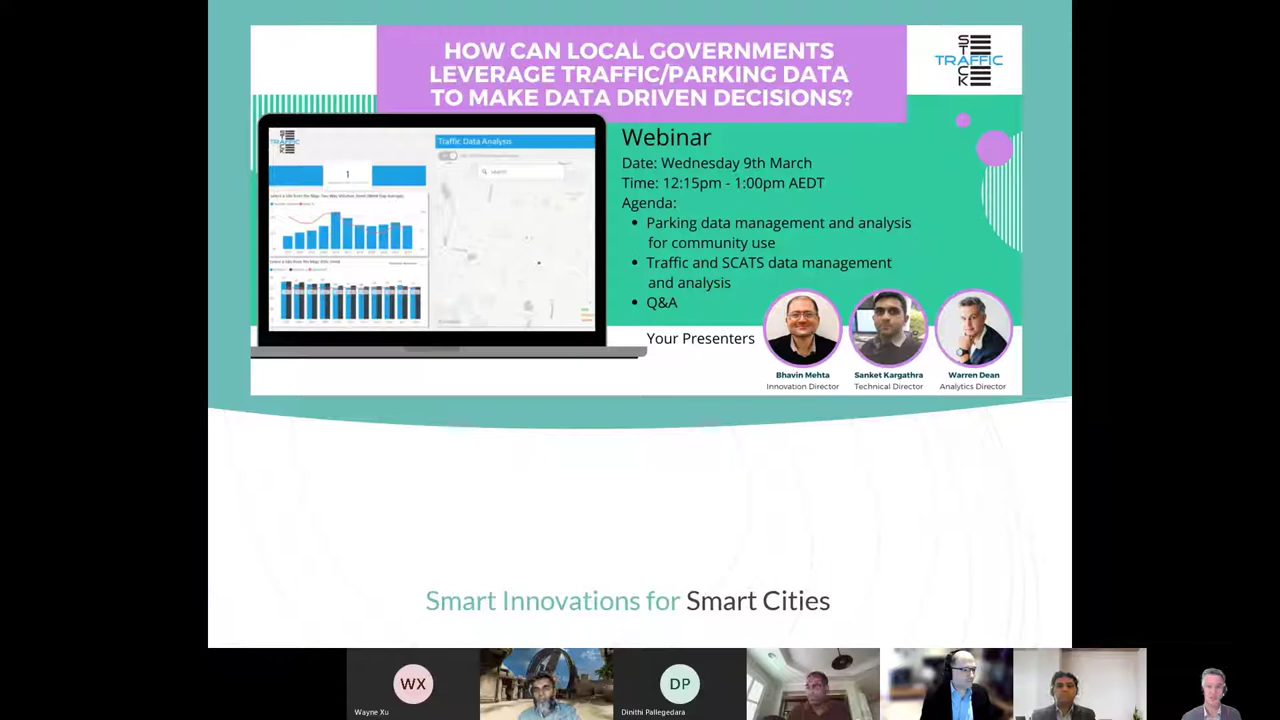 HOW CAN LOCAL GOVERNMENTS
LEVERAGE TRAFFIC/PARKING DATA
TO MAKE DATA DRIVEN DECISIONS?
STACK
TRAFFIC
Traffic Data Analysis
search
1
Webinar
Date: Wednesday 9th March
Time: 12:15pm - 1:00pm AEDT
Agenda:
Parking data management and analysis
for community use
Traffic and SCATS data management
and analysis
Q&A
Your Presenters
Bhavin Mehta
Innovation Director
Sanket Kargathra
Technical Director
Warren Dean
Analytics Director
Smart Innovations for Smart Cities
WX
Wayne Xu
DP
Dinithi Pallegedara